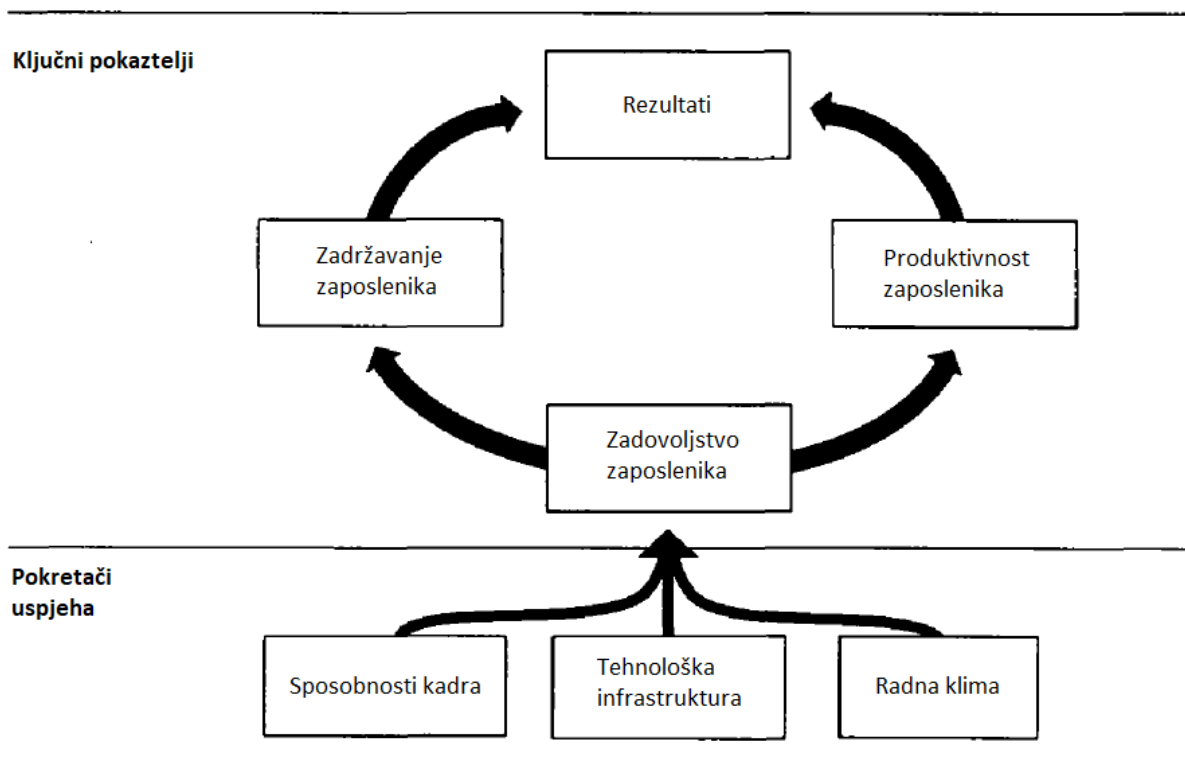 Ključni pokaztelji
Rezultati
Zadržavanje
zaposlenika
Produktivnost
zaposlenika
Zadovoljstvo
zaposlenika
Pokretači
uspjeha
Sposobnosti kadra
Tehnološka
infrastruktura
Radna klima